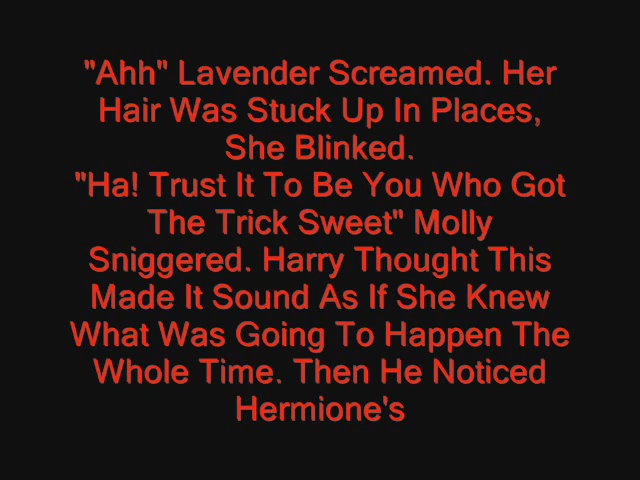 "Ahh" Lavender Screamed. Her
Hair Was Stuck Up In Places,
She Blinked.
"Ha! Trust It To Be You Who Got
The Trick Sweet" Molly
Sniggered. Harry Thought This
Made It Sound As If She Knew
What Was Going To Happen The
Whole Time. Then He Noticed
Hermione's